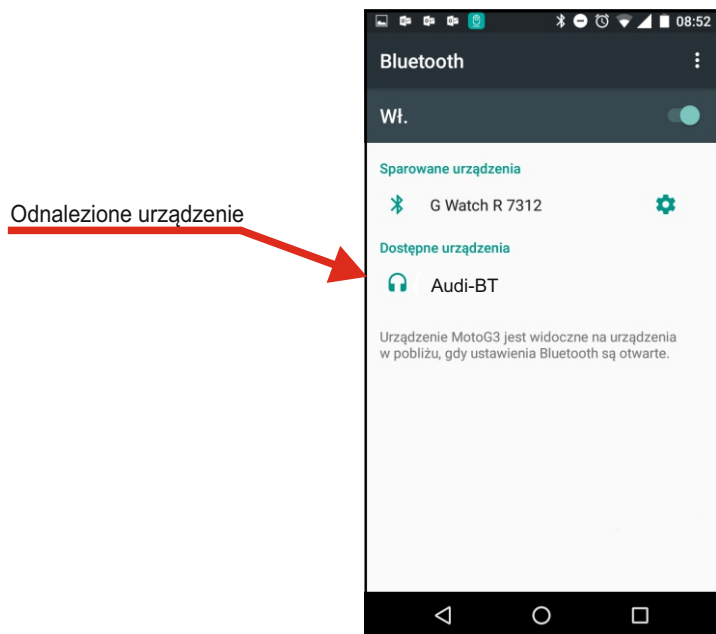 08:52
Bluetooth
Wł.
Sparowane urządzenia
G Watch R 7312
Odnalezione urządzenie
Dostępne urządzenia
Audi-BT
Urządzenie MotoG3 jest widoczne na urządzenia
w pobliżu, gdy ustawienia Bluetooth są otwarte.